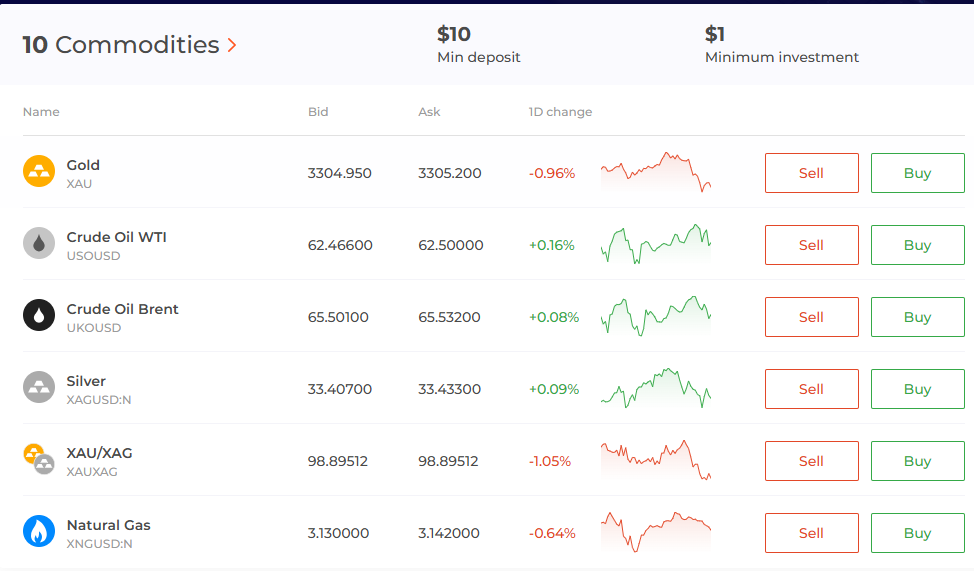 10 Commodities
$10
Min deposit
$1
Minimum investment
Name Bid Ask 1D change
Gold
XAU
3304.950 3305.200 -0.96% Sell Buy
Crude Oil WTI
USOUSD
62.46600 62.50000 +0.16% Sell Buy
Crude Oil Brent
UKOUSD
65.50100 65.53200 +0.08% Sell Buy
Silver
XAGUSD:N
33.40700 33.43300 +0.09% Sell Buy
XAU/XAG
XAUXAG
98.89512 98.89512 -1.05% Sell Buy
Natural Gas
XNGUSD:N
3.130000 3.142000 -0.64% Sell Buy